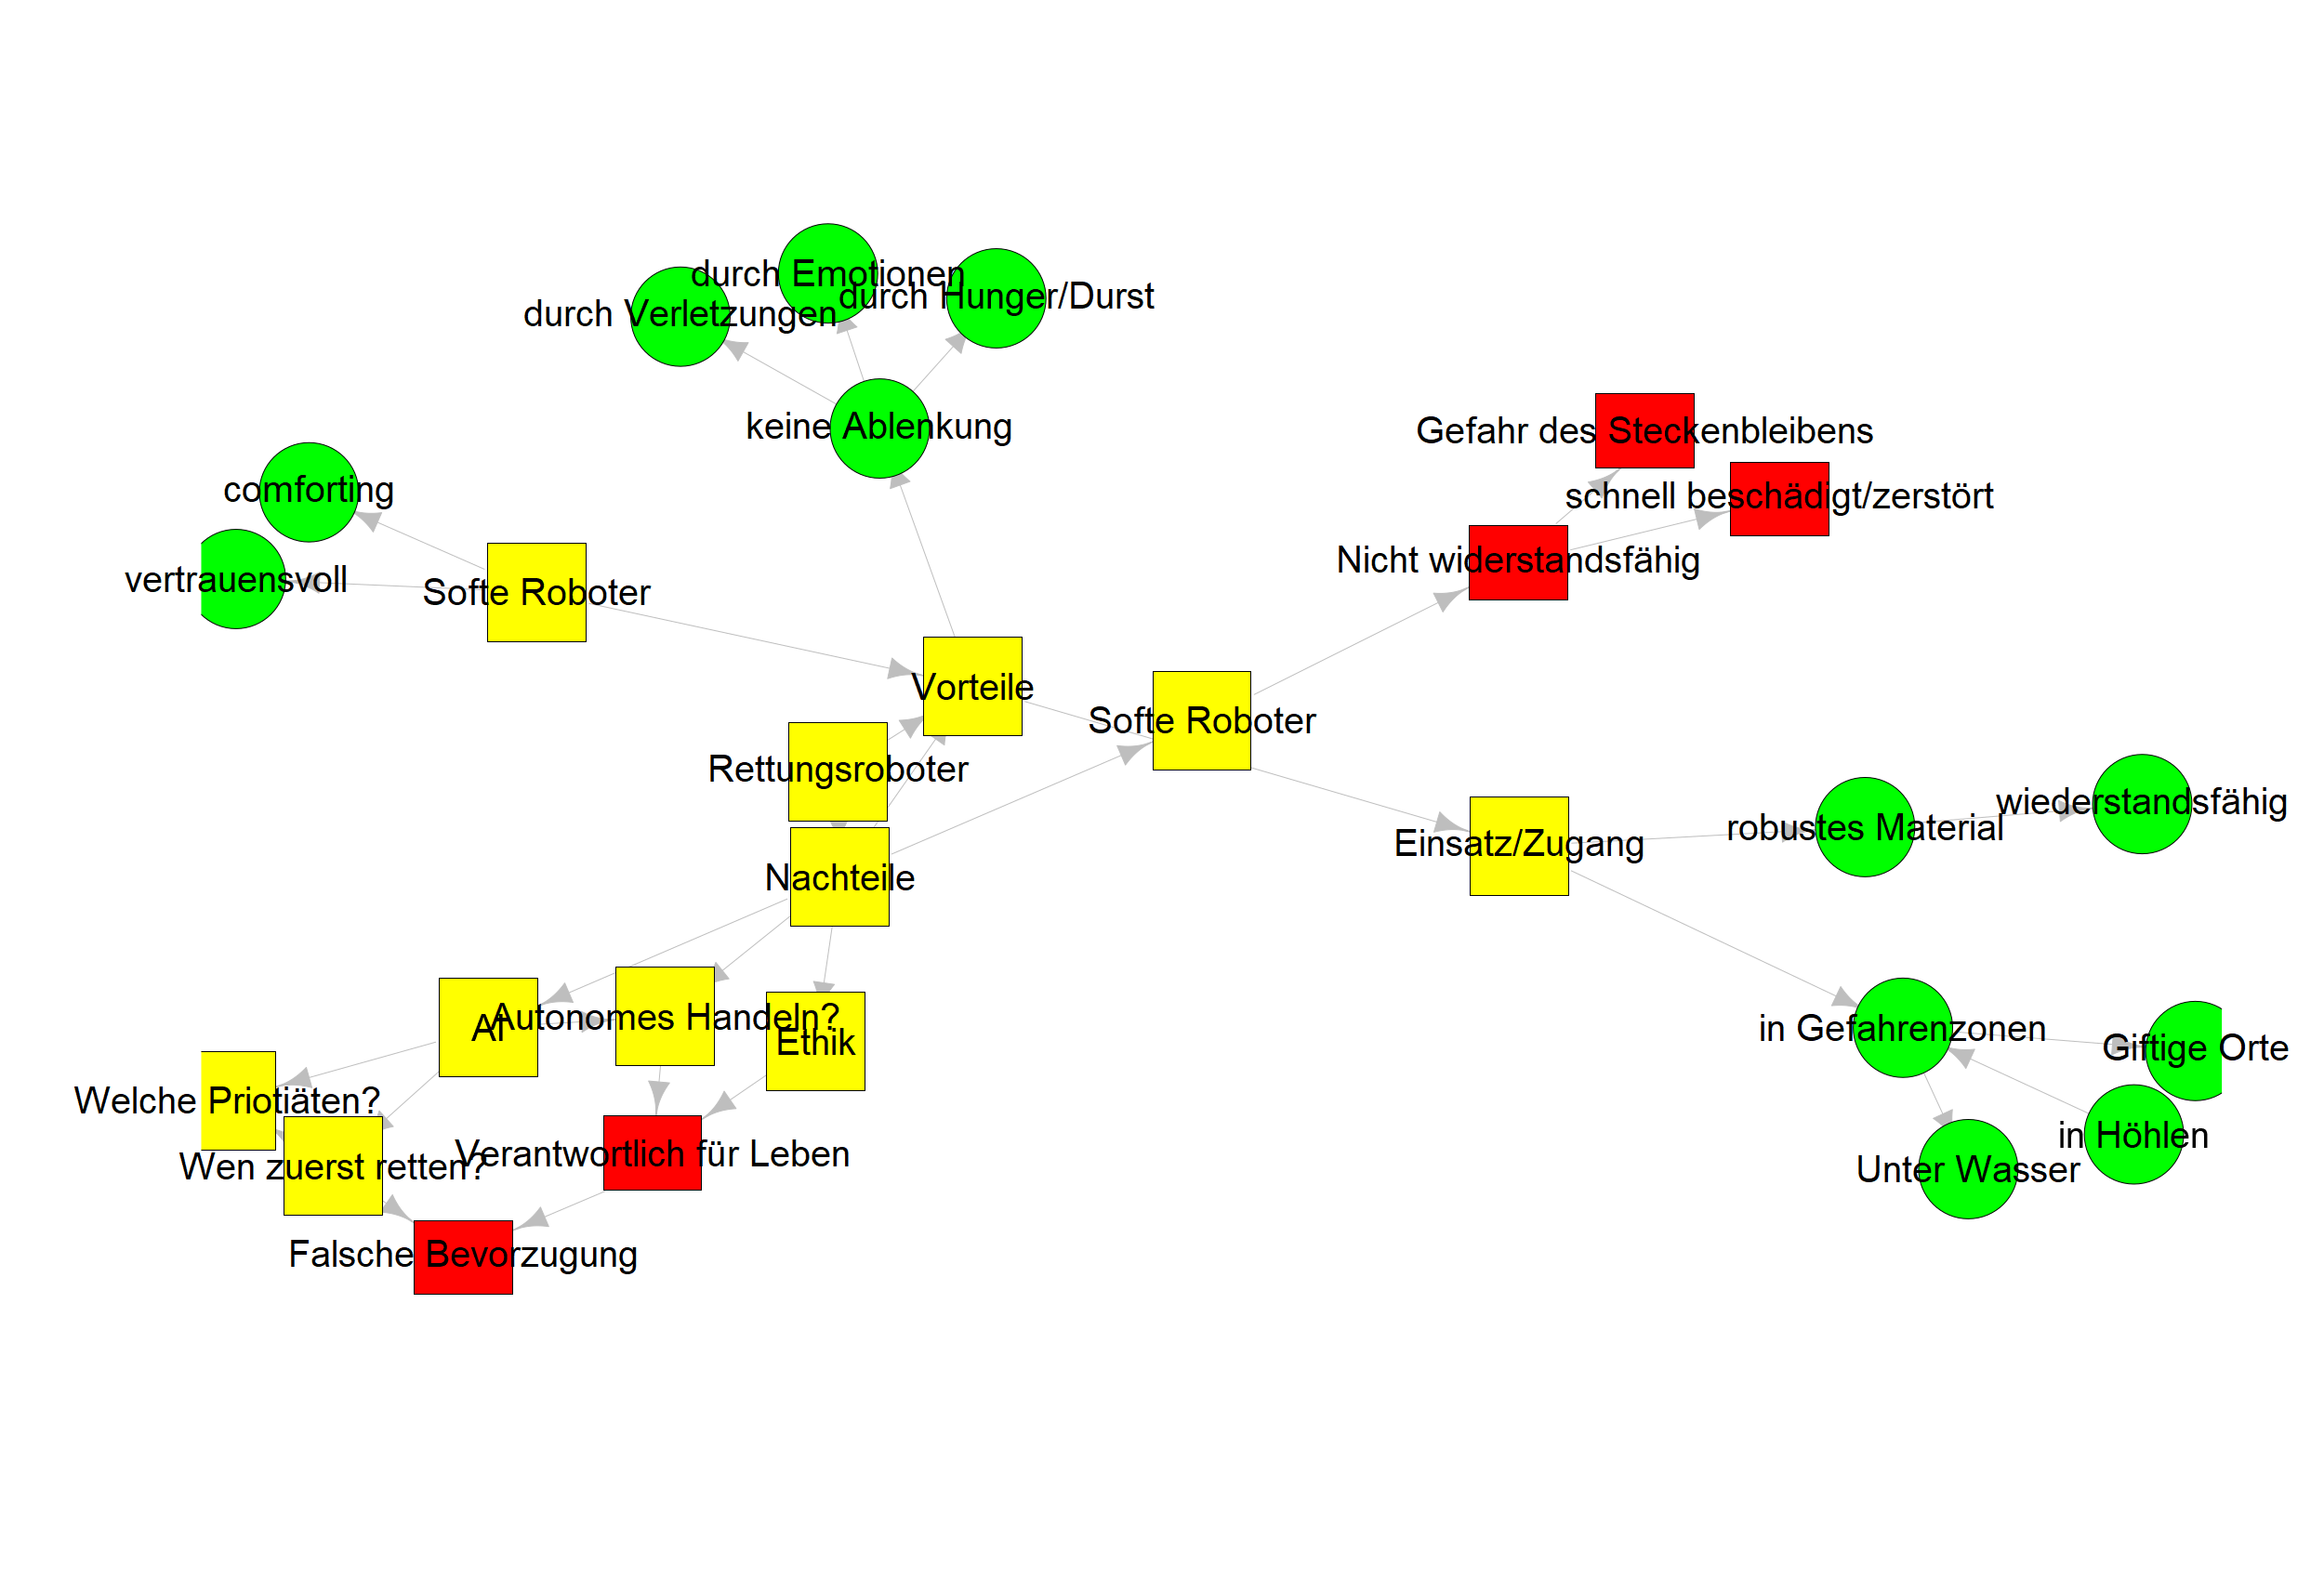 durch Emotionen
durch Hunger/Durst
durch Verletzungen
keine Ablenkung
Gefahr des Steckenbleibens
comforting
schnell beschädigt/zerstört
Nicht widerstandsfähig
vertrauensvoll
Softe Roboter
Vorteile
Softe Roboter
Rettungsroboter
wiederstandsfähig
robustes Material
Einsatz/Zugang
Nachteile
Autonomes Handeln?
AI
in Gefahrenzonen
Ethik
Giftige Orte
Welche Priotiäten?
in Höhlen
Verantwortlich für Leben
Wen zuerst retten?
Unter Wasser
Falsche Bevorzugung